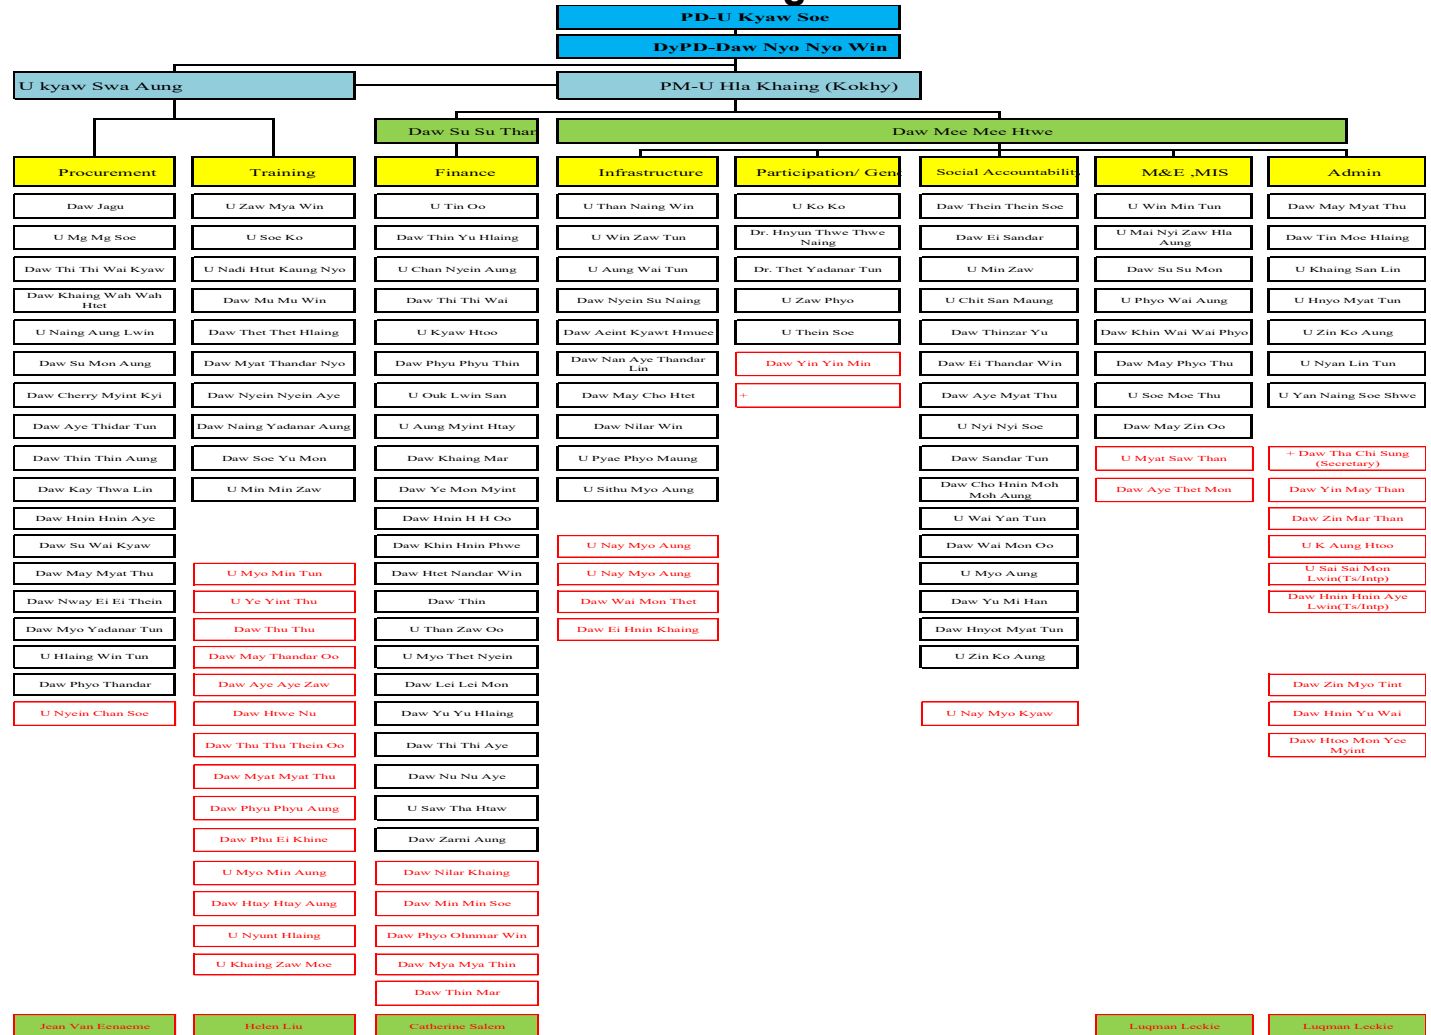 PD-U Kyaw Soe
DyPD-Daw Nyo Nyo Win
U kyaw Swa Aung
PM-U Hla Khaing (Kokhy)
Daw Su Su Than
Daw Mee Mee Htwe
Procurement
Training
Finance
Infrastructure
Participation/ Gen
Social Accountability
M&E ,MIS
Admin
Daw Jagu
U Zaw Mya Win
U Tin Oo
U Than Naing Win
U Ko Ko
Daw Thein Thein Soe
U Win Min Tun
Daw May Myat Thu
U Mg Mg Soe
U Soe Ko
Daw Thin Yu Hlaing
U Win Zaw Tun
Dr. Hnyun Thwe Thwe
Naing
Daw Ei Sandar
U Mai Nyi Zaw Hla
Aung
Daw Tin Moe Hlaing
Daw Thi Thi Wai Kyaw
U Nadi Htut Kaung Nyo
U Chan Nyein Aung
U Aung Wai Tun
Dr. Thet Yadanar Tun
U Min Zaw
Daw Su Su Mon
U Khaing San Lin
Daw Khaing Wah Wah
Htet
Daw Mu Mu Win
Daw Thi Thi Wai
Daw Nyein Su Naing
U Zaw Phyo
U Chit San Maung
U Phyo Wai Aung
U Hnyo Myat Tun
U Naing Aung Lwin
Daw Thet Thet Hlaing
U Kyaw Htoo
Daw Acint Kyawt Hmuee
U Thein Soe
Daw Thinzar Yu
Daw Khin Wai Wai Phyo
U Zin Ko Aung
Daw Su Mon Aung
Daw Myat Thandar Nyo
Daw Phyu Phyu Thin
Daw Nan Aye Thandar
Lin
Daw Yin Yin Min
Daw Ei Thandar Win
Daw May Phyo Thu
U Nyan Lin Tun
Daw Cherry Myint Kyi
Daw Nyein Nyein Aye
U Ouk Lwin San
Daw May Cho Htet
+
Daw Aye Myat Thu
U Soe Moe Thu
U Yan Naing Soe Shwe
Daw Aye Thidar Tun
Daw Naing Yadanar Aung
U Aung Myint Htay
Daw Nilar Win
U Nyi Nyi Soe
Daw May Zin Oo
Daw Thin Thin Aung
Daw Soe Yu Mon
Daw Khaing Mar
U Pyae Phyo Maung
Daw Sandar Tun
U Myat Saw Than
+ Daw Tha Chi Sung
(Secretary)
Daw Kay Thwa Lin
U Min Min Zaw
Daw Ye Mon Myint
U Sithu Myo Aung
Daw Cho Hnin Moh
Moh Aung
Daw Aye Thet Mon
Daw Yin May Than
Daw Hnin Hnin Aye
Daw Hnin H H Oo
U Wai Yan Tun
Daw Zin Mar Than
Daw Su Wai Kyaw
Daw Khin Hnin Phwe
U Nay Myo Aung
Daw Wai Mon Oo
U K Aung Htoo
Daw May Myat Thu
U Myo Min Tun
Daw Htet Nandar Win
U Nay Myo Aung
U Myo Aung
U Sai Sai Mon
Lwin(Ts/Intp)
Daw Nway Ei Ei Thein
U Ye Yint Thu
Daw Thin
Daw Wai Mon Thet
Daw Yu Mi Han
Daw Hnin Hnin Aye
Lwin(Ts/Intp)
Daw Myo Yadanar Tun
Daw Thu Thu
U Than Zaw Oo
Daw Ei Hnin Khaing
Daw Hnyot Myat Tun
U Hlaing Win Tun
Daw May Thandar Oo
U Myo Thet Nyein
U Zin Ko Aung
Daw Phyo Thandar
Daw Aye Aye Zaw
Daw Lei Lei Mon
Daw Zin Myo Tint
U Nyein Chan Soe
Daw Htwe Nu
Daw Yu Yu Hlaing
U Nay Myo Kyaw
Daw Hnin Yu Wai
Daw Thu Thu Thein Oo
Daw Thi Thi Aye
Daw Htoo Mon Yee
Myint
Daw Myat Myat Thu
Daw Nu Nu Aye
Daw Phyu Phyu Aung
U Saw Tha Htaw
Daw Phu Ei Khine
Daw Zarni Aung
U Myo Min Aung
Daw Nilar Khaing
Daw Htay Htay Aung
Daw Min Min Soe
U Nyunt Hlaing
Daw Phyo Ohnmar Win
U Khaing Zaw Moe
Daw Mya Mya Thin
Daw Thin Mar
Jean Van Eenaeme
Helen Liu
Catherine Salem
Luqman Leckie
Luqman Leckie